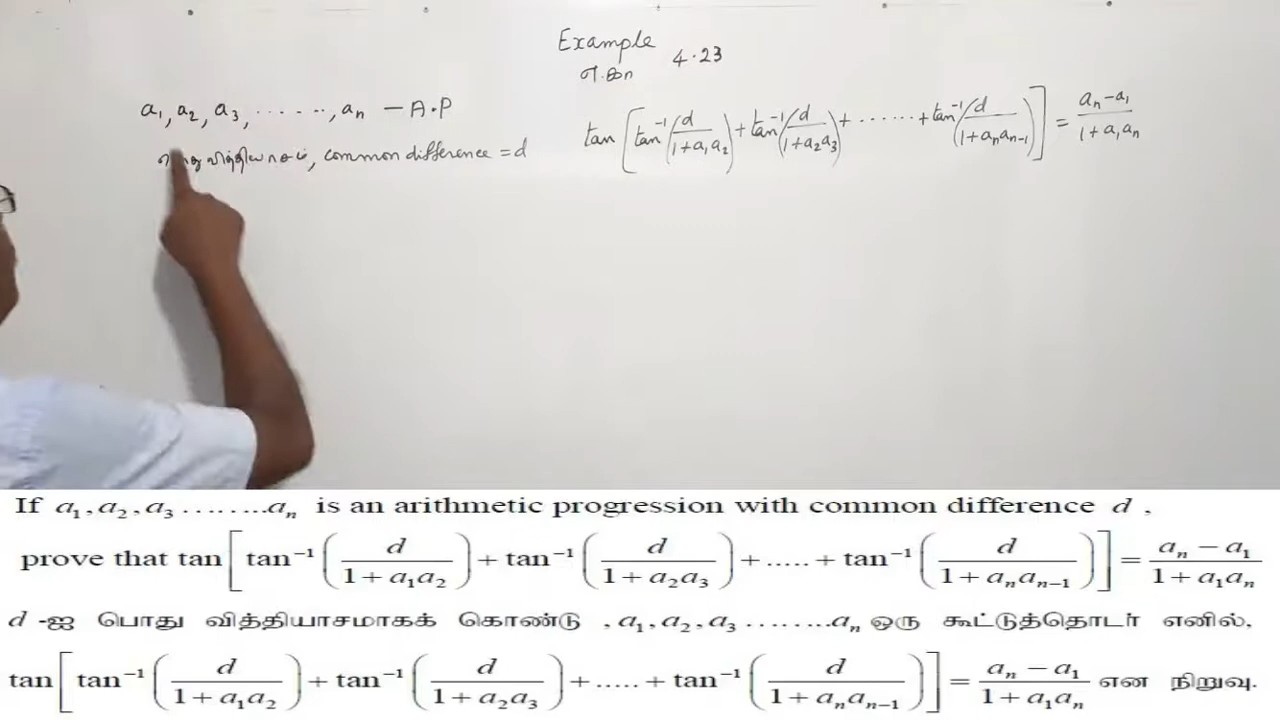 Example
எ.கா 4.23
a₁, a₂, a₃, ......, aₙ – A.P
வித்தியாசம், common difference = d
tan [tan⁻¹(d/(1+a₁a₂)) + tan⁻¹(d/(1+a₂a₃)) + ...... + tan⁻¹(d/(1+aₙaₙ₋₁))] = (aₙ–a₁)/(1+a₁aₙ)
If a₁, a₂, a₃ ........aₙ is an arithmetic progression with common difference d ,
prove that tan [tan⁻¹(d/(1+a₁a₂)) + tan⁻¹(d/(1+a₂a₃)) + ..... + tan⁻¹(d/(1+aₙaₙ₋₁))] = (aₙ – a₁)/(1+a₁aₙ)
d -ஐ பொது வித்தியாசமாகக் கொண்டு , a₁, a₂, a₃ .........aₙ ஒரு கூட்டுத்தொடர் எனில்,
tan [tan⁻¹(d/(1+a₁a₂)) + tan⁻¹(d/(1+a₂a₃)) + ..... + tan⁻¹(d/(1+aₙaₙ₋₁))] = (aₙ – a₁)/(1+a₁aₙ) என நிறுவு.